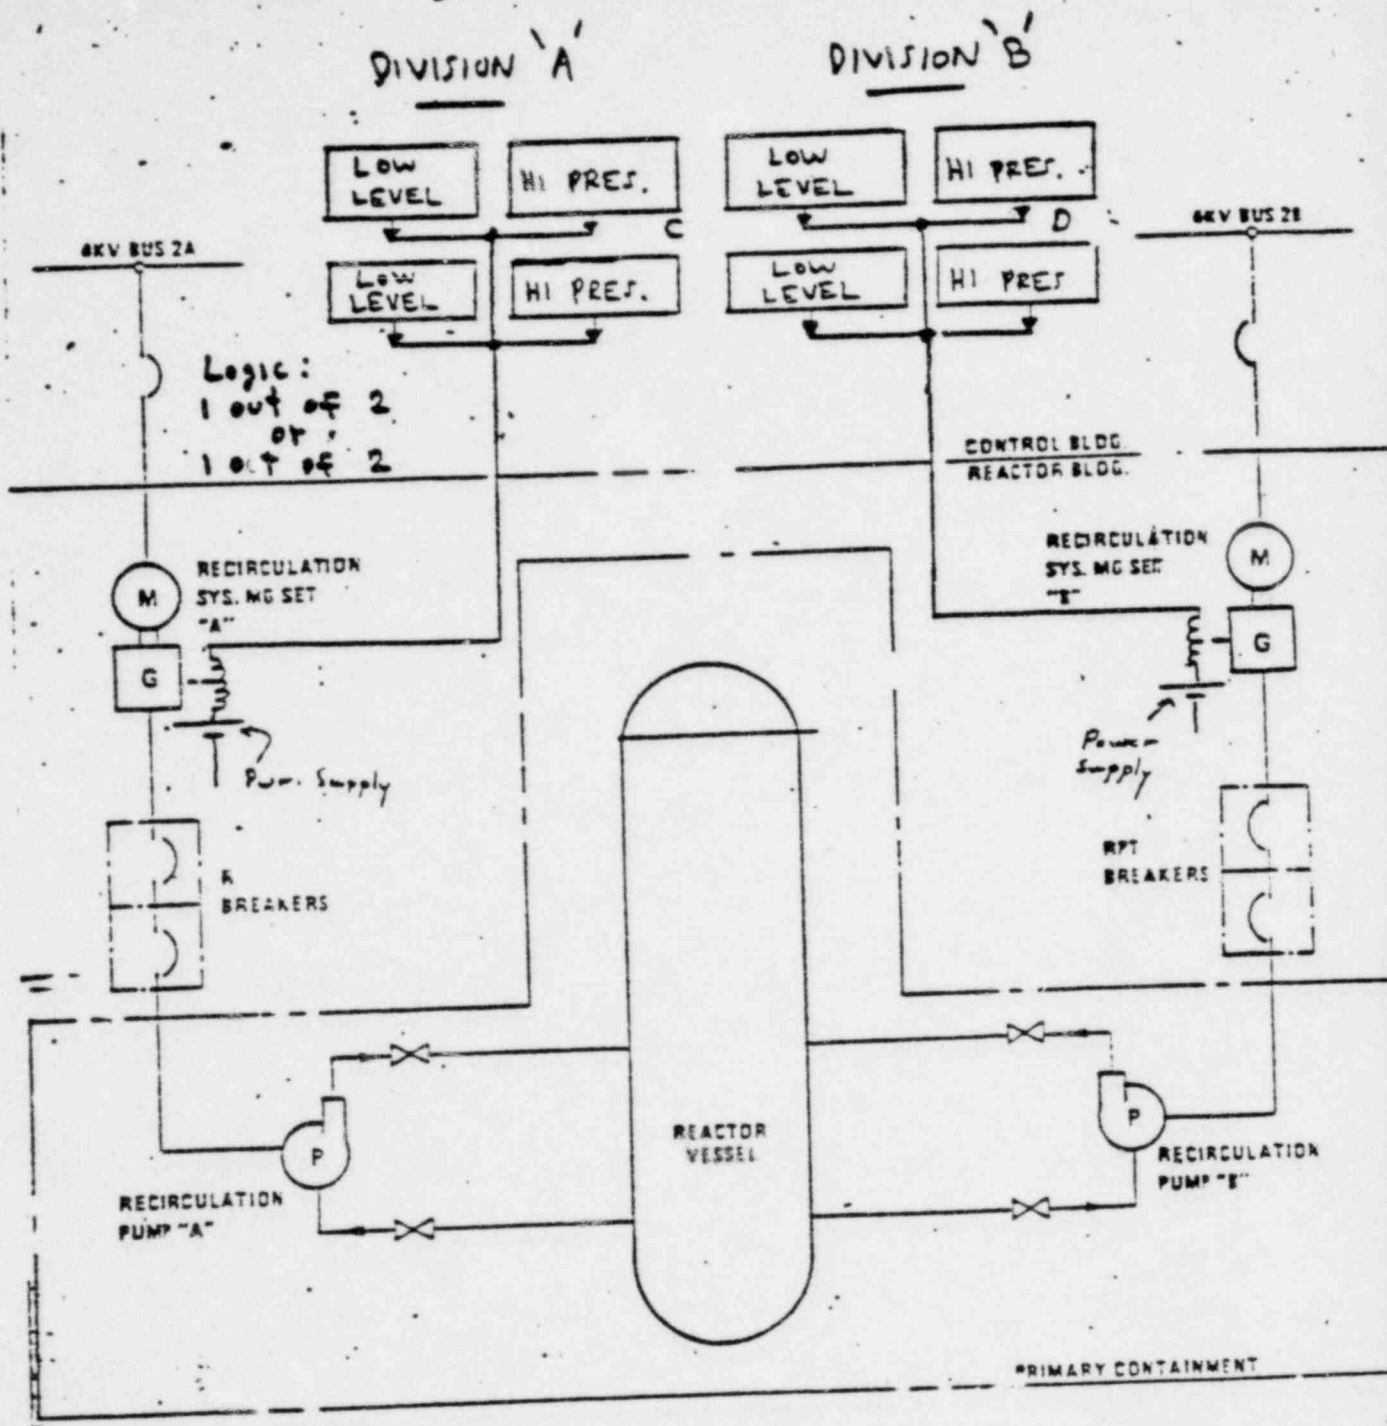 DIVISION 'A'
DIVISION 'B'
LOW
LEVEL
HI PRES.
C
LOW
LEVEL
HI PRES.
LOW
LEVEL
HI PRES.
D
LOW
LEVEL
HI PRES
6KV BUS 2A
6KV BUS 2B
Logic:
1 out of 2
or
1 out of 2
CONTROL BLDG.
REACTOR BLDG.
M
RECIRCULATION
SYS. MG SET
"A"
G
Supply
RECIRCULATION
SYS. MG SET
"B"
M
G
Power
Supply
BREAKERS
RPT
BREAKERS
P
RECIRCULATION
PUMP "A"
REACTOR
VESSEL
P
RECIRCULATION
PUMP "B"
PRIMARY CONTAINMENT